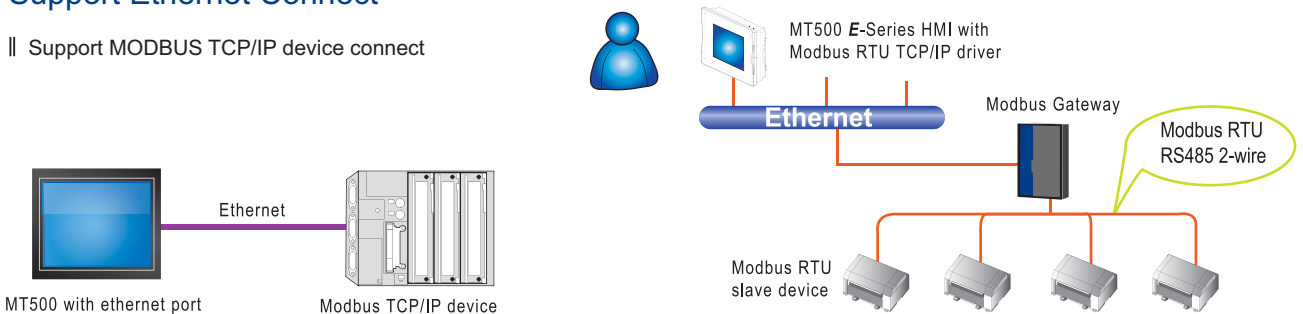 Support Ethernet Connect
Support MODBUS TCP/IP device connect
Ethernet
MT500 with ethernet port
Modbus TCP/IP device
MT500 E-Series HMI with
Modbus RTU TCP/IP driver
Ethernet
Modbus Gateway
Modbus RTU
RS485 2-wire
Modbus RTU
slave device